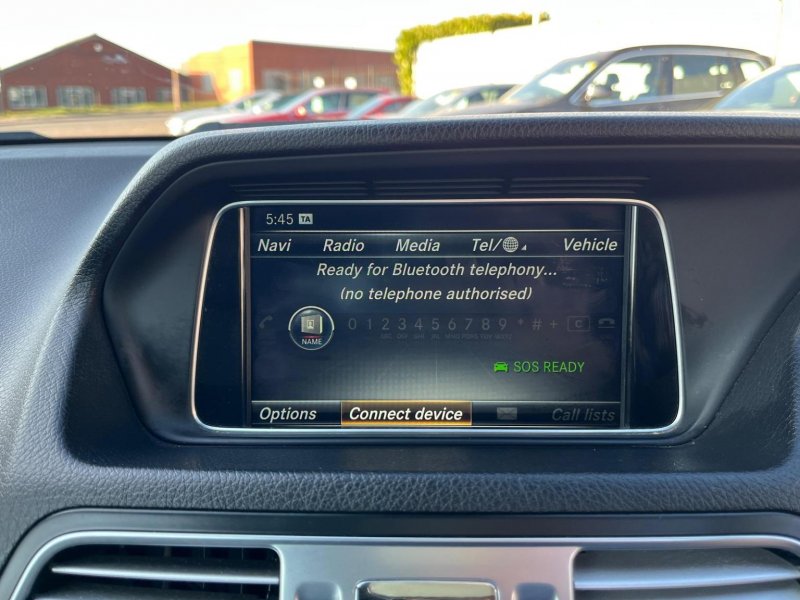 5:45 TA
Navi Radio Media Tel/ Vehicle
Ready for Bluetooth telephony...
(no telephone authorised)
NAME 0 1 2 3 4 5 6 7 8 9 * # + C
SOS READY
Options Connect device Call lists